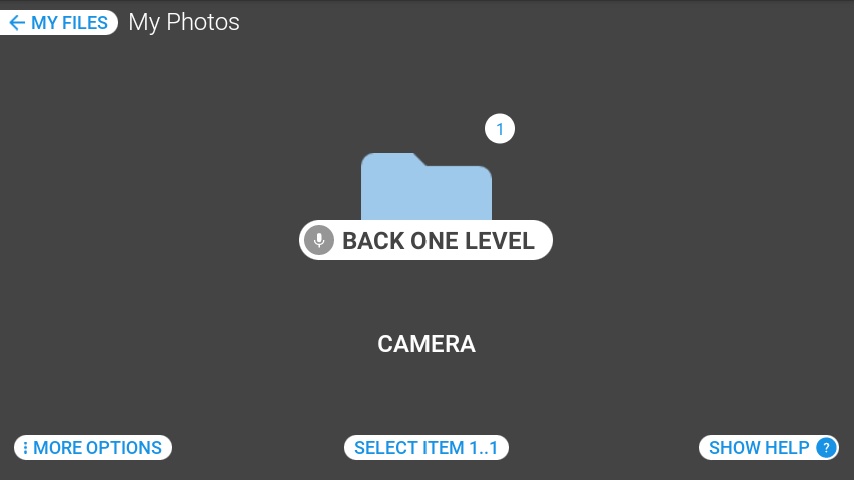 MY FILES My Photos
1
BACK ONE LEVEL
CAMERA
MORE OPTIONS SELECT ITEM 1..1 SHOW HELP ?